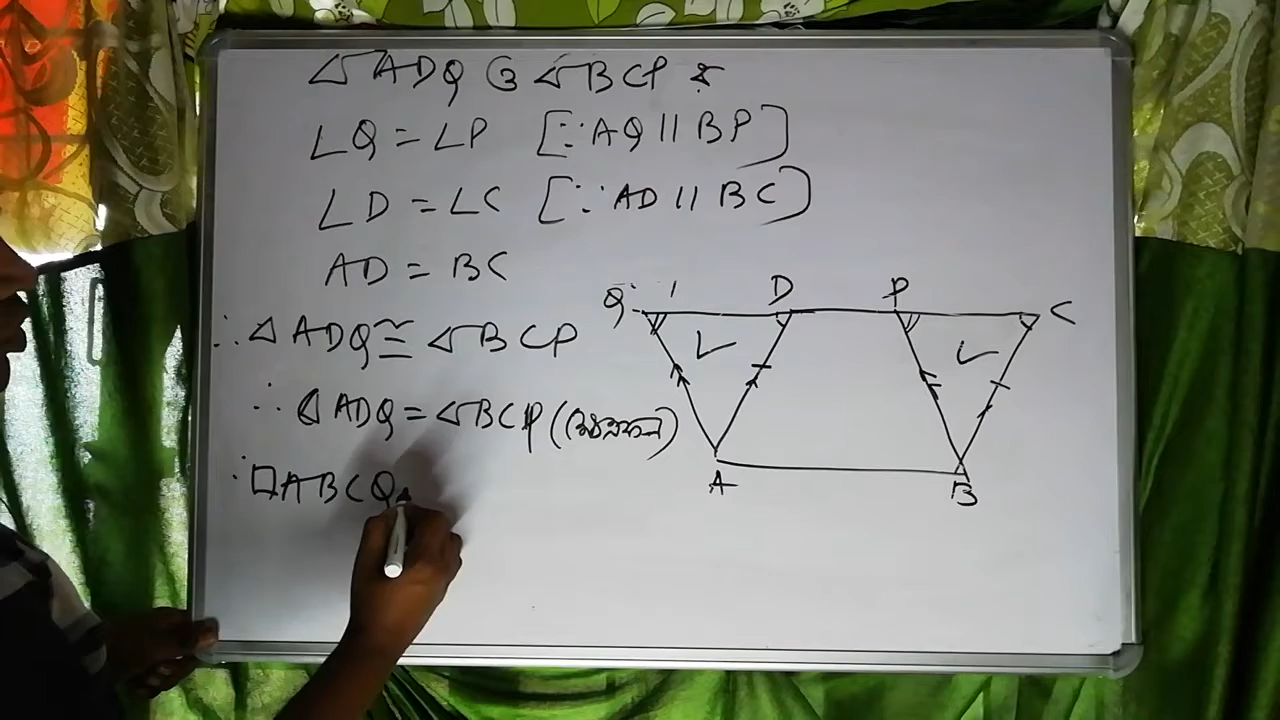 △ADQ ও △BCP র
∠Q = ∠P [∵ AQ || BP]
∠D = ∠C [∵ AD || BC]
AD = BC
∴ △ADQ ≅ △BCP
∴ △ADQ = △BCP (ক্ষেত্রফলে)
∴ □ABCQ
Q D P C
A B